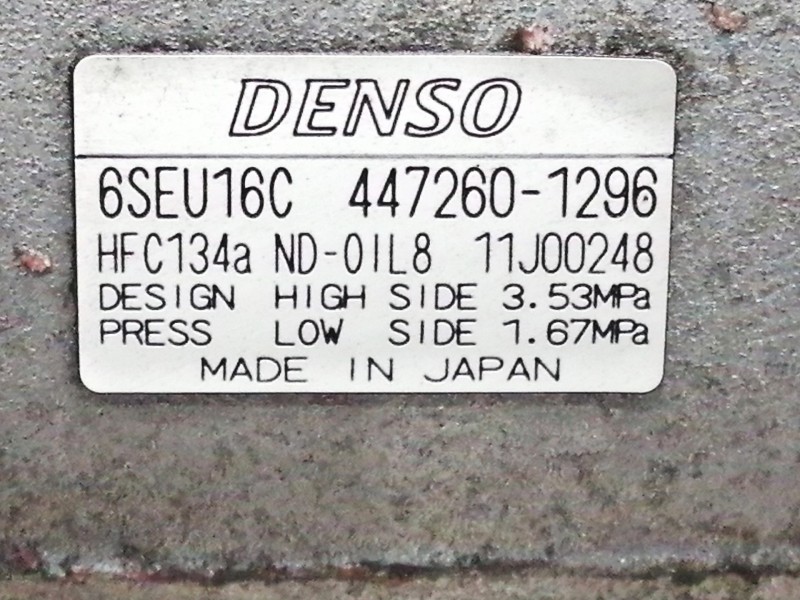 DENSO
6SEU16C 447260-1296
HFC134a ND-OIL8 11J00248
DESIGN HIGH SIDE 3.53MPa
PRESS LOW SIDE 1.67MPa
MADE IN JAPAN